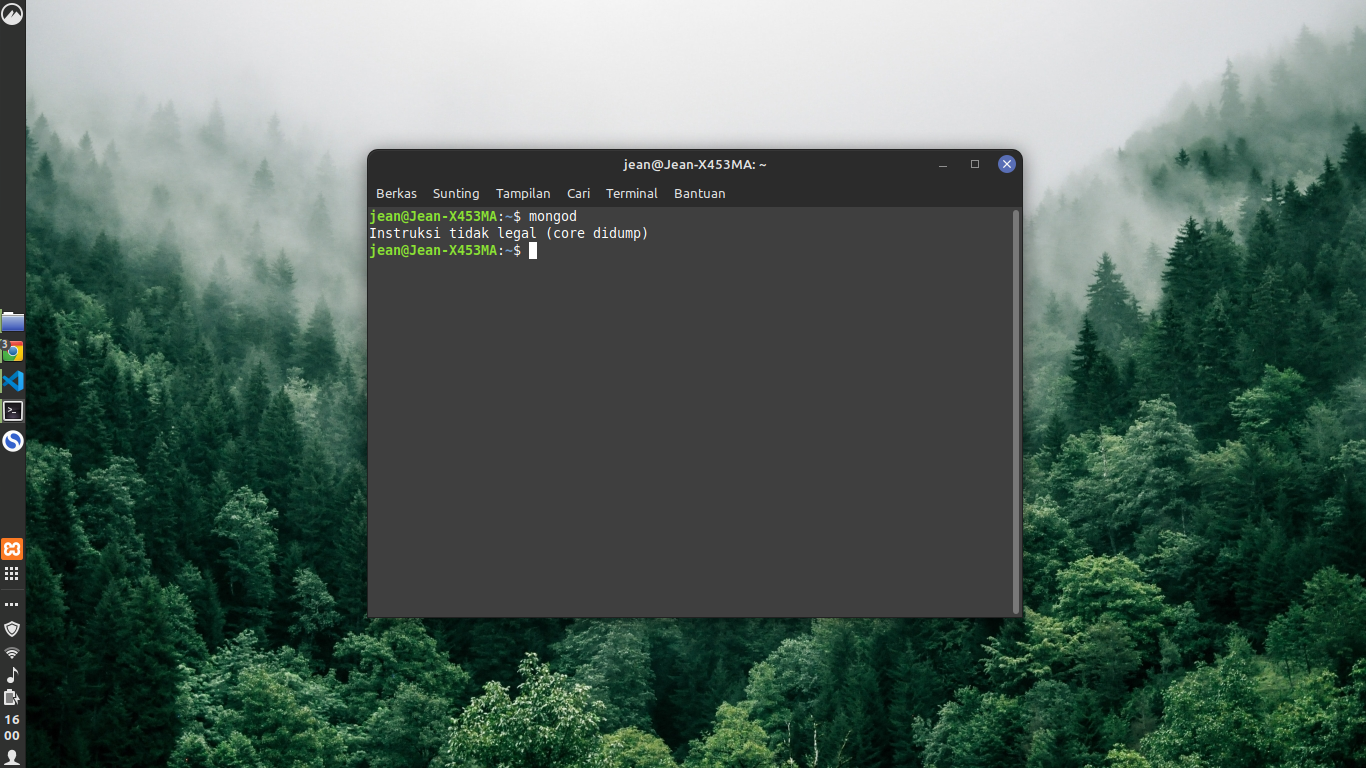 jean@Jean-X453MA: ~
Berkas Sunting Tampilan Cari Terminal Bantuan
jean@Jean-X453MA:~$ mongod
Instruksi tidak legal (core didump)
jean@Jean-X453MA:~$
3
16
00